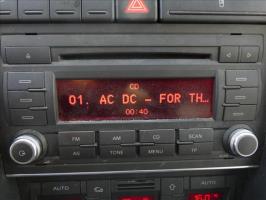 CD
01. AC DC - FOR TH...
00:40
FM AM CD SCAN
AS TONE MENU TP
AUTO AUTO